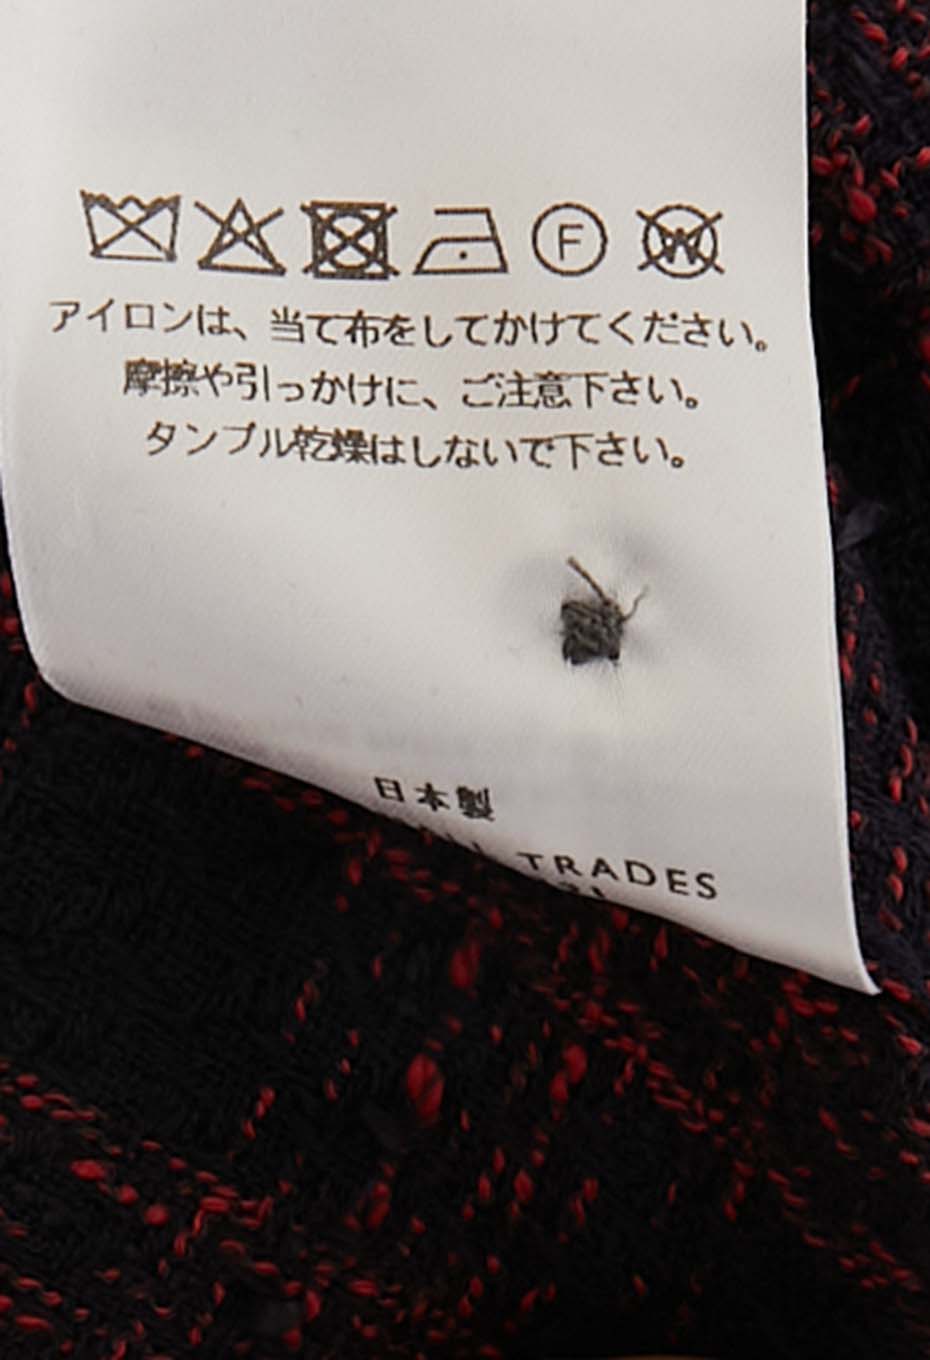 F W
アイロンは、当て布をしてかけてください。
摩擦や引っかけに、ご注意下さい。
タンブル乾燥はしないで下さい。
日本製
TRADES